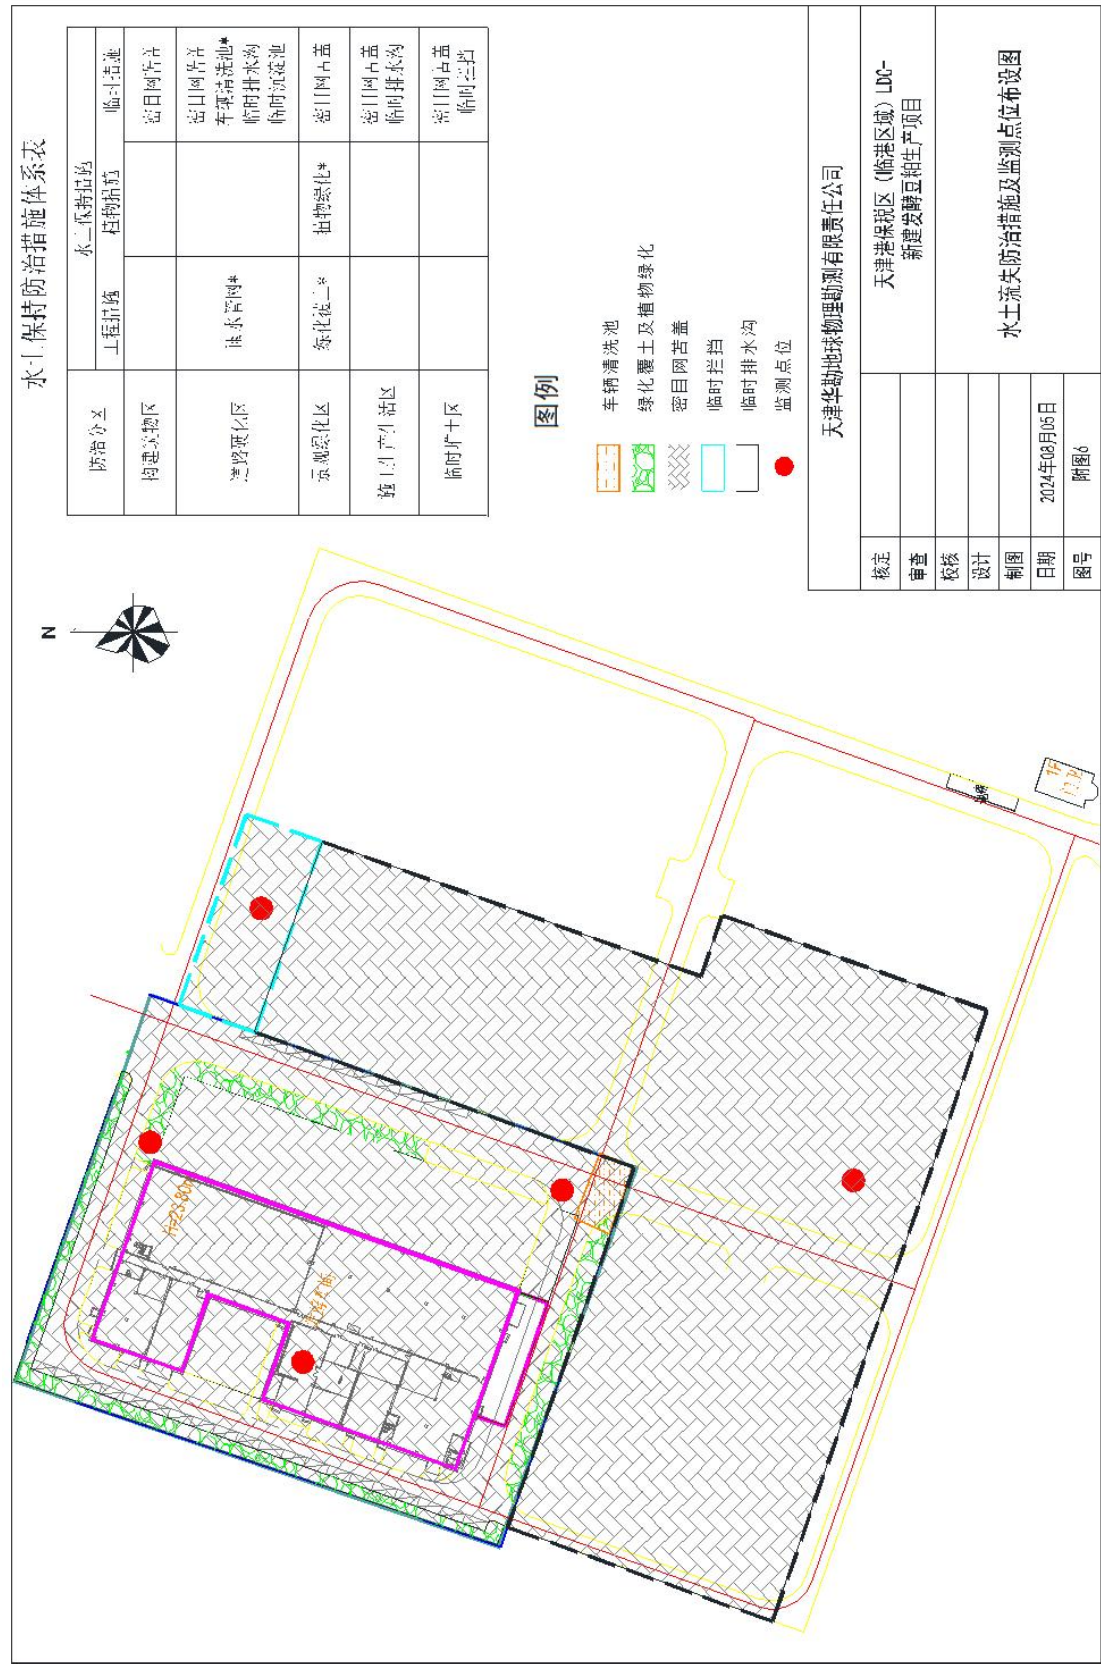 水土保持防治措施体系表
防治分区
水土保持措施
工程措施
植物措施
临时措施
构建筑物区
密目网苫盖
道路硬化区
雨水管网*
密目网苫盖
车辆清洗池*
临时排水沟
临时沉淀池
景观绿化区
绿化覆土*
植物绿化*
密目网苫盖
施工生产生活区
密目网苫盖
临时排水沟
临时堆土区
密目网苫盖
临时拦挡
图例
车辆清洗池
绿化覆土及植物绿化
密目网苫盖
临时拦挡
临时排水沟
监测点位
N
H=23.80m
1F
门卫
天津华勘地球物理勘测有限责任公司
核定
审查
校核
设计
制图
日期
2024年08月05日
图号
附图6
天津港保税区(临港区域)LDC-
新建发酵豆粕生产项目
水土流失防治措施及监测点位布设图